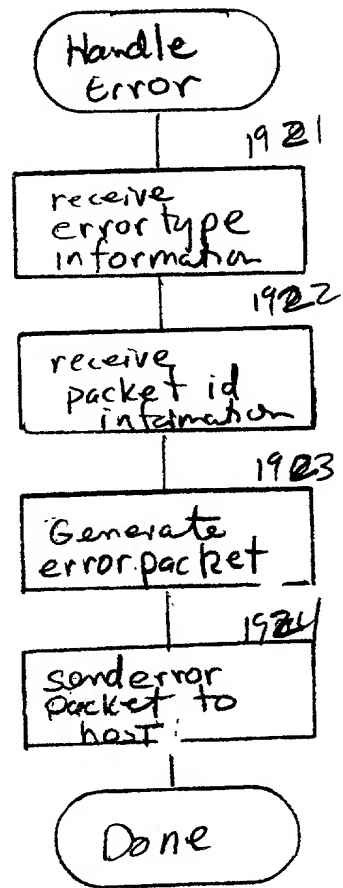 Handle
Error
1921
receive
error type
information
1922
receive
packet id
information
1923
Generate
error packet
1924
send error
packet to
host
Done